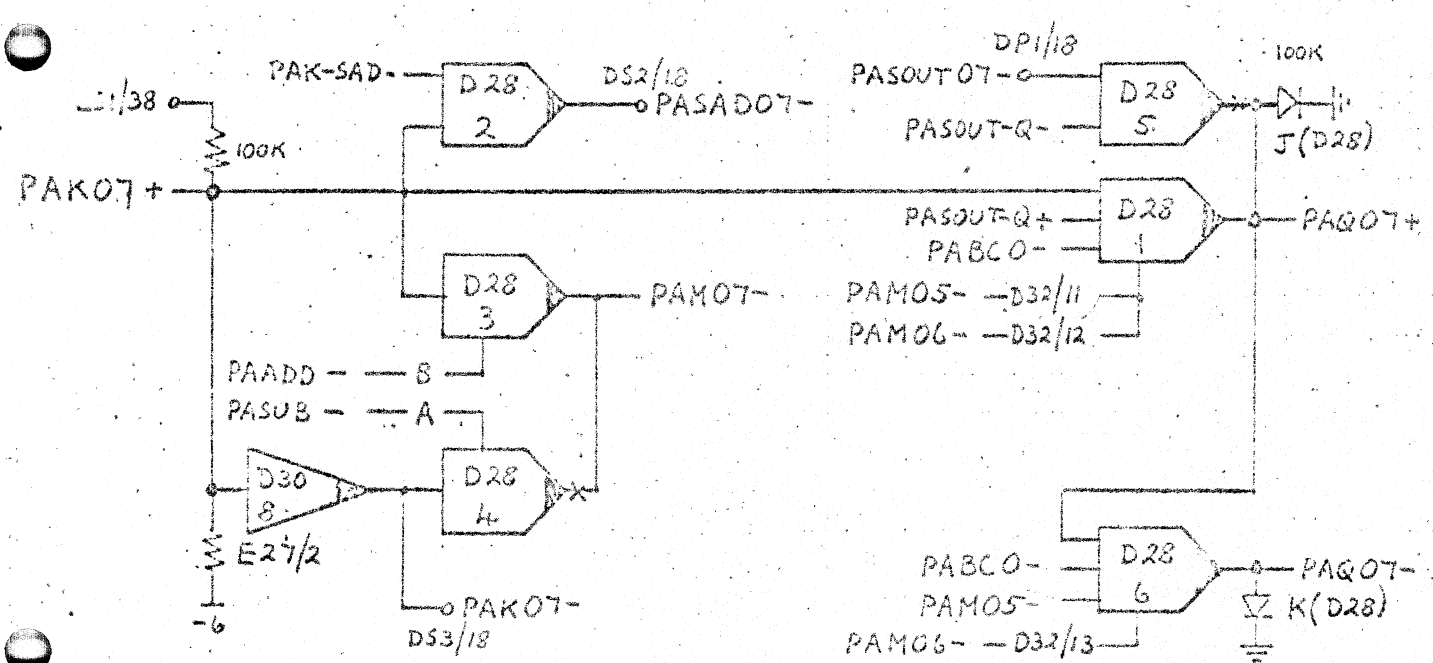 PAK-SAD-
D28
2
DS2/18
PASAD07-
1/38
100K
PAK07+
D28
3
PAM07-
PAADD - B
PASUB - A
D30
8
D28
4
E27/2
-6
PAK07-
DS3/18
DP1/18
100K
PASOUT07-
D28
5
PASOUT-Q-
J(D28)
D28
1
PASOUT-Q+
PABCO-
PAQ07+
PAM05- D32/11
PAM06- D32/12
D28
6
PABCO-
PAM05-
PAM06- D32/13
PAQ07-
K(D28)